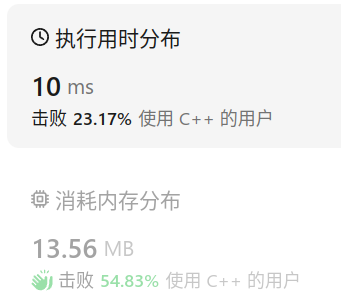 执行用时分布
10 ms
击败 23.17% 使用 C++ 的用户
消耗内存分布
13.56 MB
击败 54.83% 使用 C++ 的用户